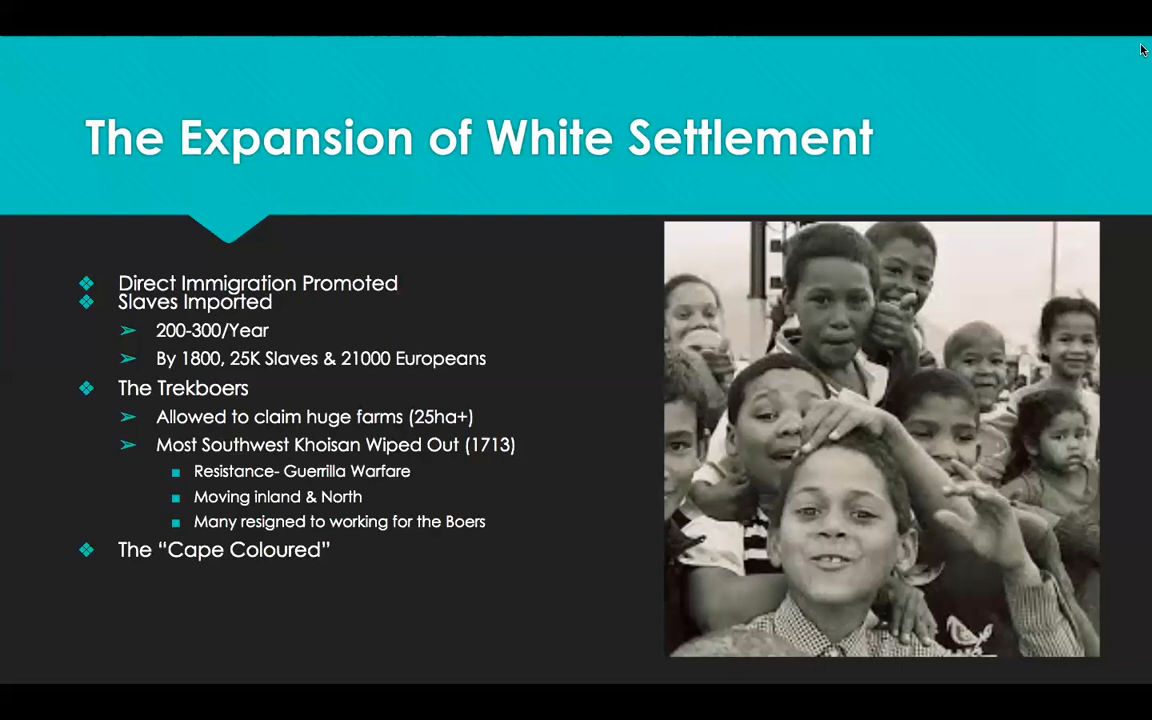 The Expansion of White Settlement
Direct Immigration Promoted
Slaves Imported
200-300/Year
By 1800, 25K Slaves & 21000 Europeans
The Trekboers
Allowed to claim huge farms (25ha+)
Most Southwest Khoisan Wiped Out (1713)
Resistance- Guerrilla Warfare
Moving inland & North
Many resigned to working for the Boers
The “Cape Coloured”